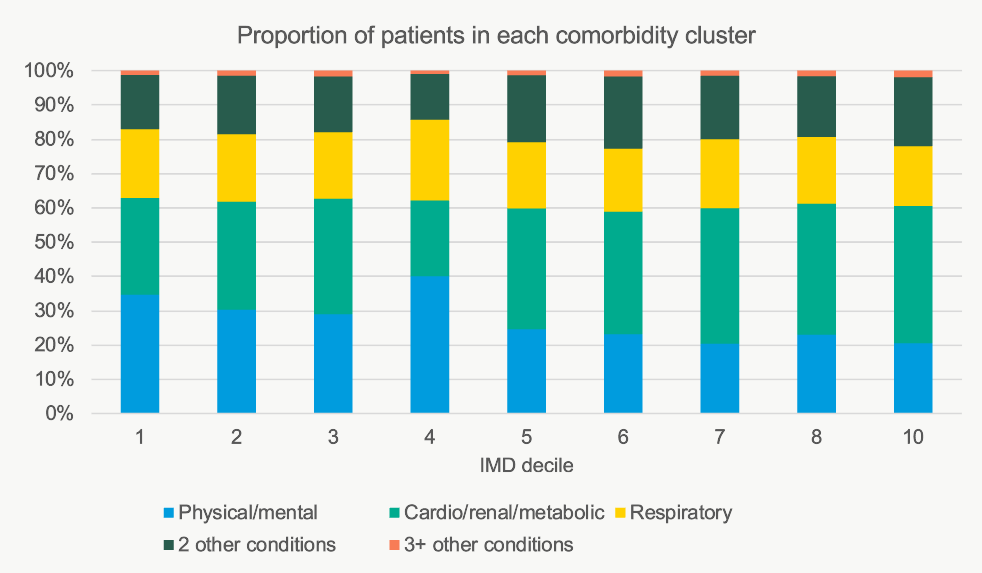 Proportion of patients in each comorbidity cluster
100%
90%
80%
70%
60%
50%
40%
30%
20%
10%
0%
1 2 3 4 5 6 7 8 10
IMD decile
Physical/mental Cardio/renal/metabolic Respiratory
2 other conditions 3+ other conditions